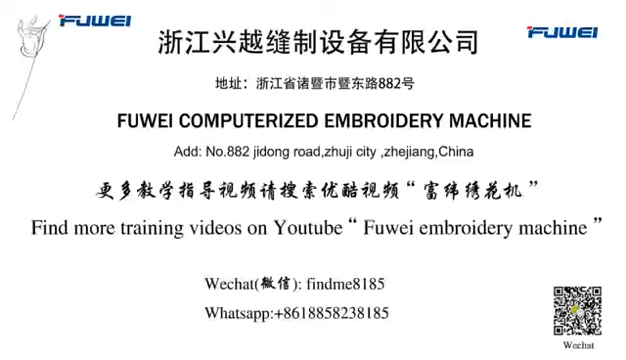 FUWEI
FUWEI
浙江兴越缝制设备有限公司
地址：浙江省诸暨市暨东路882号
FUWEI COMPUTERIZED EMBROIDERY MACHINE
Add: No.882 jidong road,zhuji city ,zhejiang,China
更多教学指导视频请搜索优酷视频“富纬绣花机”
Find more training videos on Youtube“ Fuwei embroidery machine ”
Wechat(微信): findme8185
Whatsapp:+8618858238185
Wechat